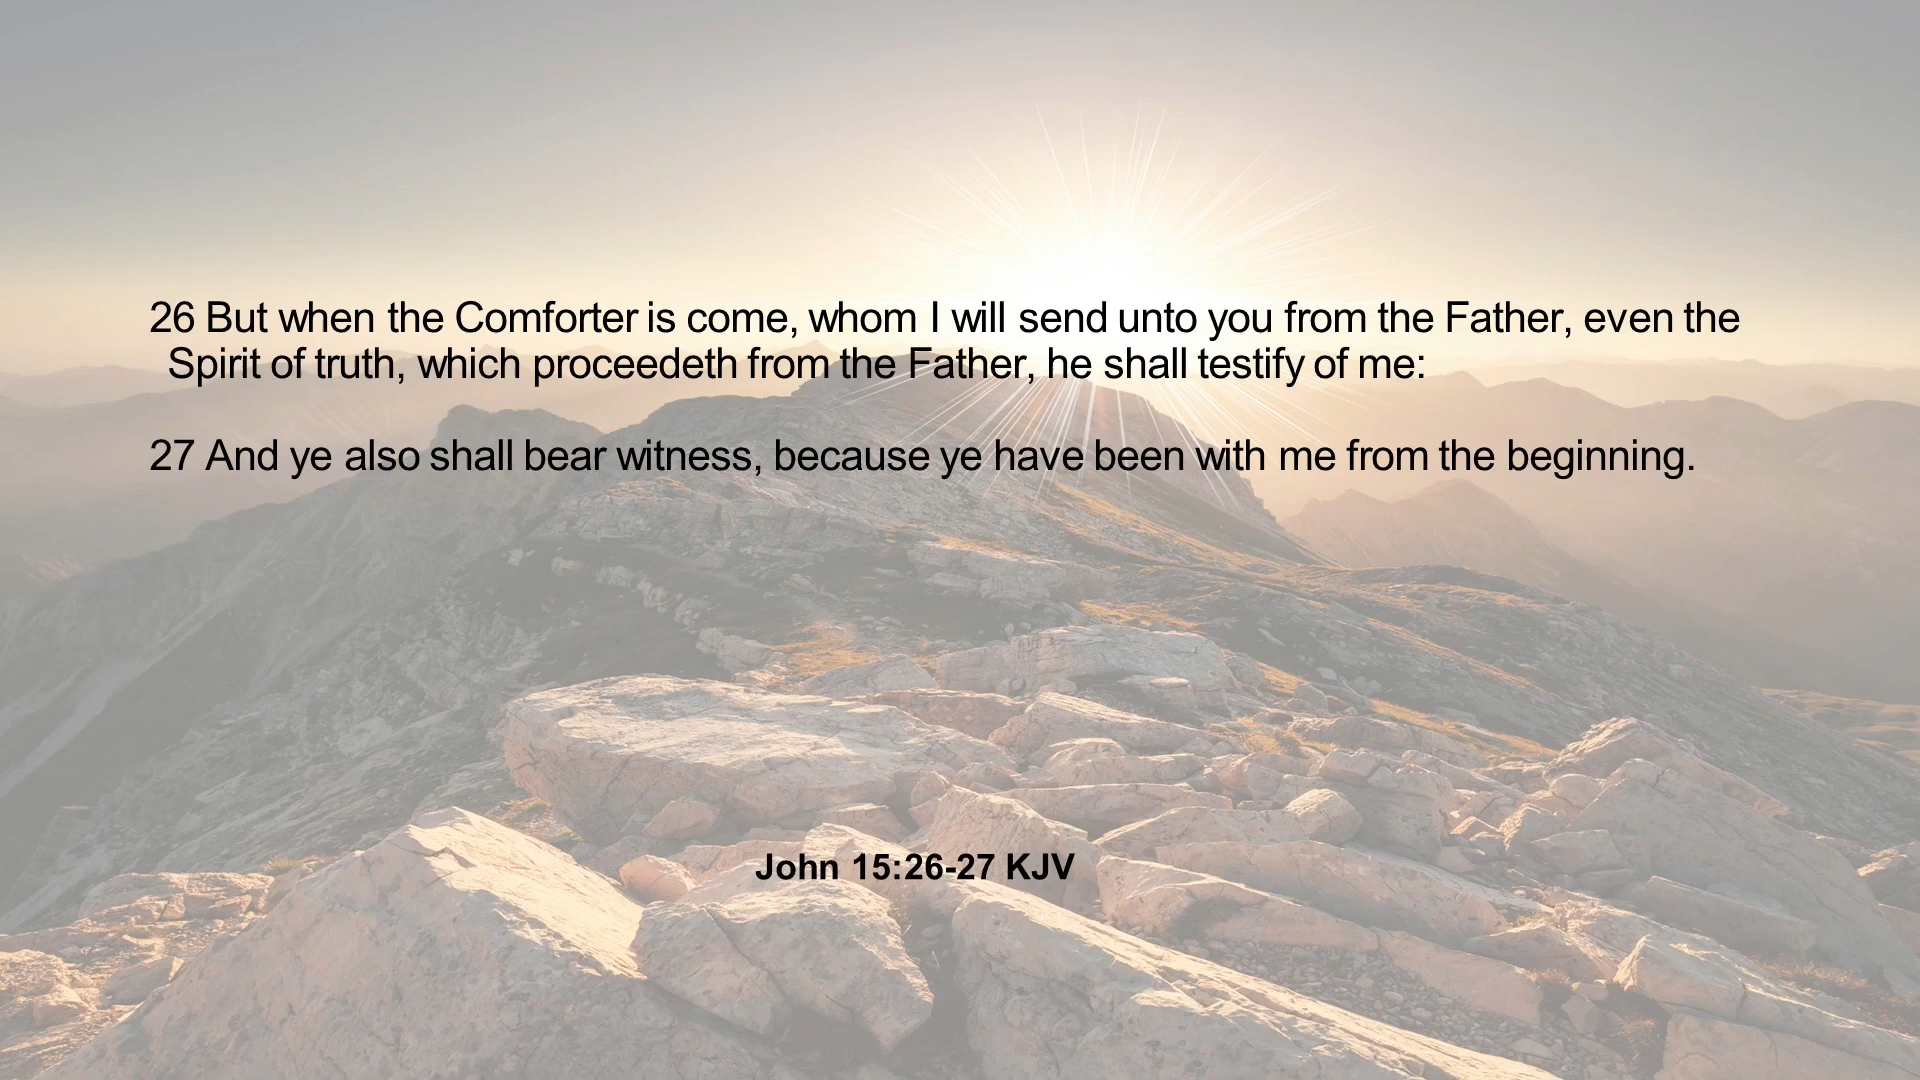 26 But when the Comforter is come, whom I will send unto you from the Father, even the
Spirit of truth, which proceedeth from the Father, he shall testify of me:
27 And ye also shall bear witness, because ye have been with me from the beginning.
John 15:26-27 KJV